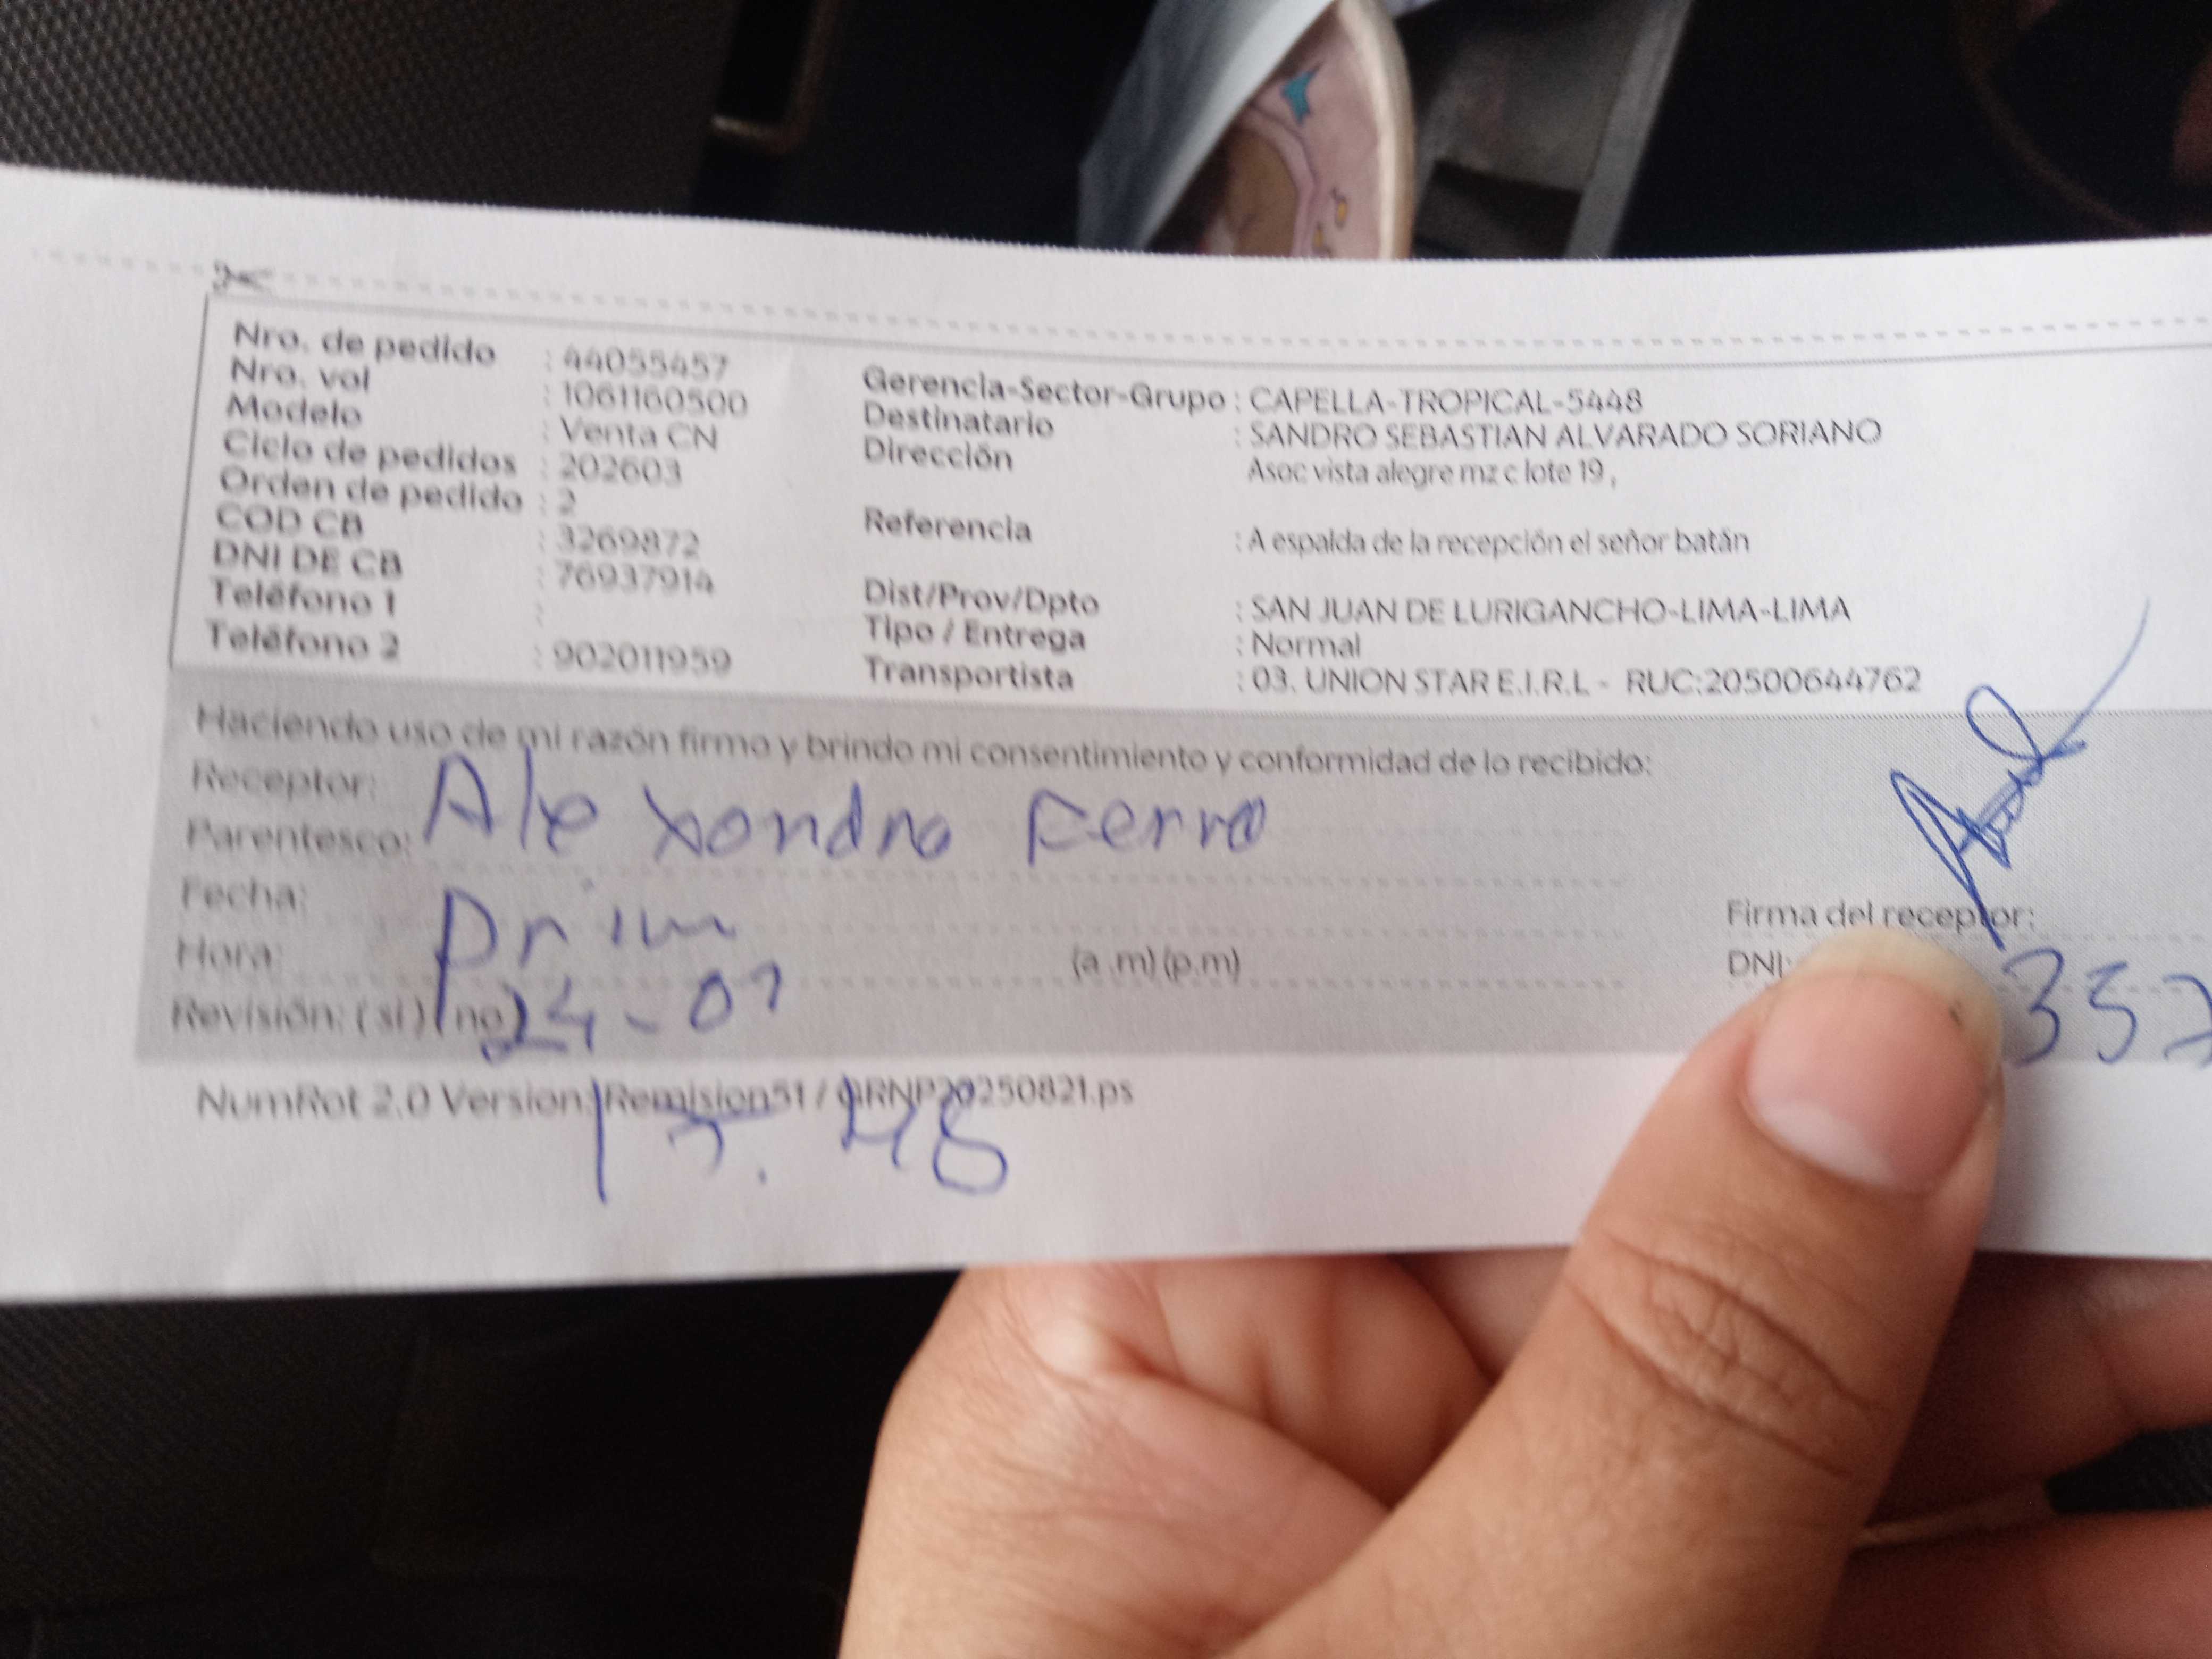 Nro. de pedido : 44055457
Nro. vol : 1061160500
Modelo : Venta CN
Ciclo de pedidos : 202603
Orden de pedido : 2
COD CB : 3269872
DNI DE CB : 76937914
Teléfono 1 :
Teléfono 2 : 902011959
Gerencia-Sector-Grupo : CAPELLA-TROPICAL-5448
Destinatario : SANDRO SEBASTIAN ALVARADO SORIANO
Dirección Asoc vista alegre mz c lote 19 ,
Referencia : A espalda de la recepción el señor batán
Dist/Prov/Dpto : SAN JUAN DE LURIGANCHO-LIMA-LIMA
Tipo / Entrega : Normal
Transportista : 03. UNION STAR E.I.R.L - RUC:20500644762
Haciendo uso de mi razón firmo y brindo mi consentimiento y conformidad de lo recibido:
Receptor: Alexondro Ferro
Parentesco: prim
Fecha: 24-01
Hora: (a .m) (p.m)
Revisión: ( si ) ( no )
Firma del receptor:
DNI: 357
NumRot 2.0 Version: Remision51 / QRNP20250821.ps